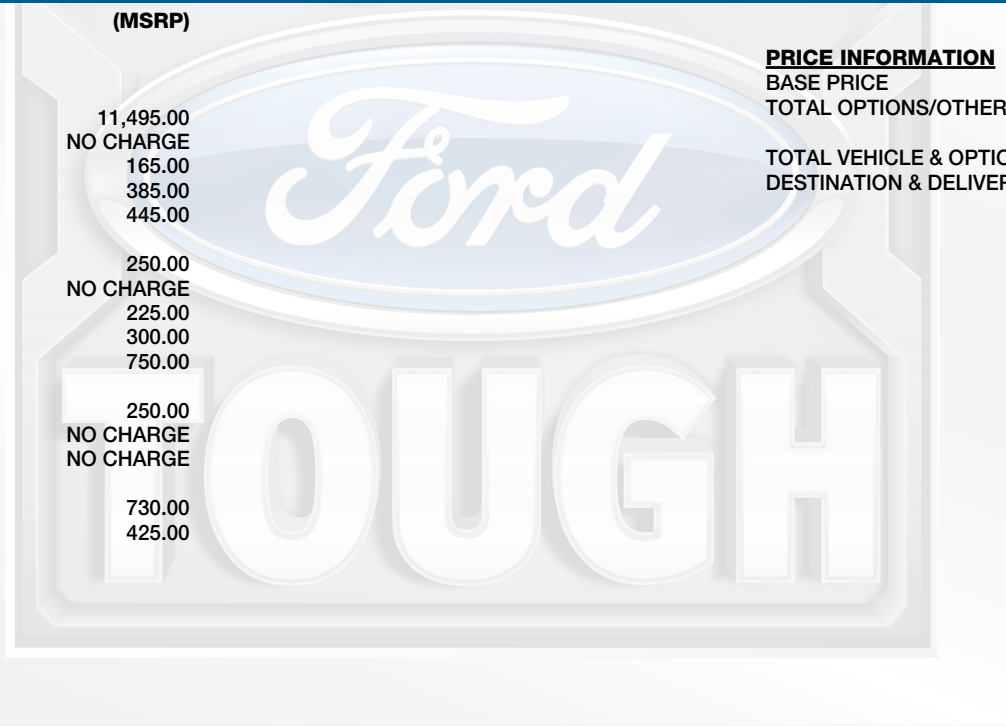 (MSRP)
11,495.00
NO CHARGE
165.00
385.00
445.00
250.00
NO CHARGE
225.00
300.00
750.00
250.00
NO CHARGE
NO CHARGE
730.00
425.00
PRICE INFORMATION
BASE PRICE
TOTAL OPTIONS/OTHER
TOTAL VEHICLE & OPTIO
DESTINATION & DELIVER
Ford
TOUGH